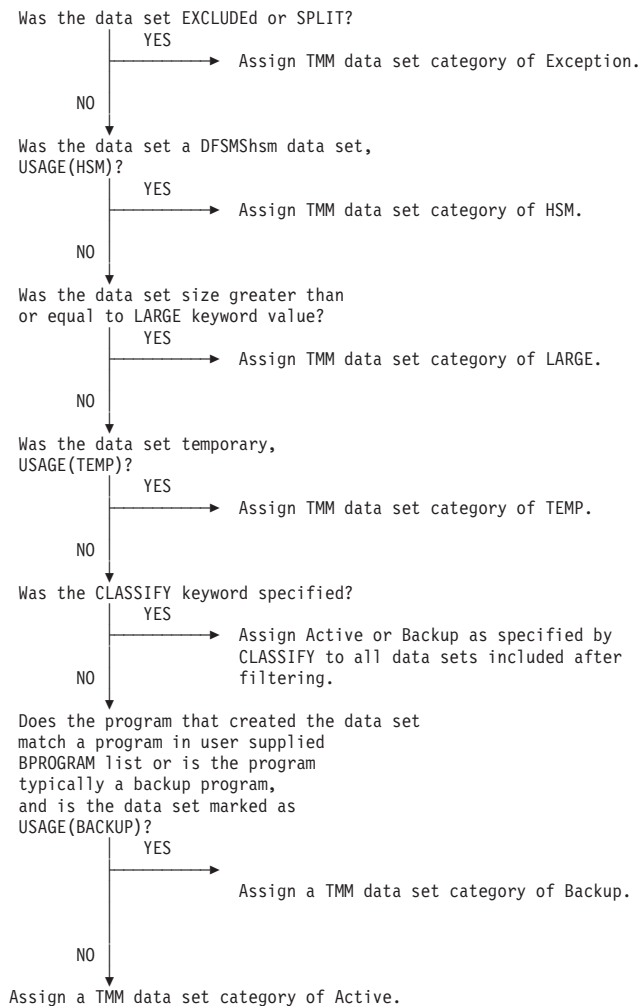 Was the data set EXCLUDEd or SPLIT?
YES
Assign TMM data set category of Exception.
NO
Was the data set a DFSMShsm data set,
USAGE(HSM)?
YES
Assign TMM data set category of HSM.
NO
Was the data set size greater than
or equal to LARGE keyword value?
YES
Assign TMM data set category of LARGE.
NO
Was the data set temporary,
USAGE(TEMP)?
YES
Assign TMM data set category of TEMP.
NO
Was the CLASSIFY keyword specified?
YES
Assign Active or Backup as specified by
CLASSIFY to all data sets included after
NO filtering.
Does the program that created the data set
match a program in user supplied
BPROGRAM list or is the program
typically a backup program,
and is the data set marked as
USAGE(BACKUP)?
YES
Assign a TMM data set category of Backup.
NO
Assign a TMM data set category of Active.